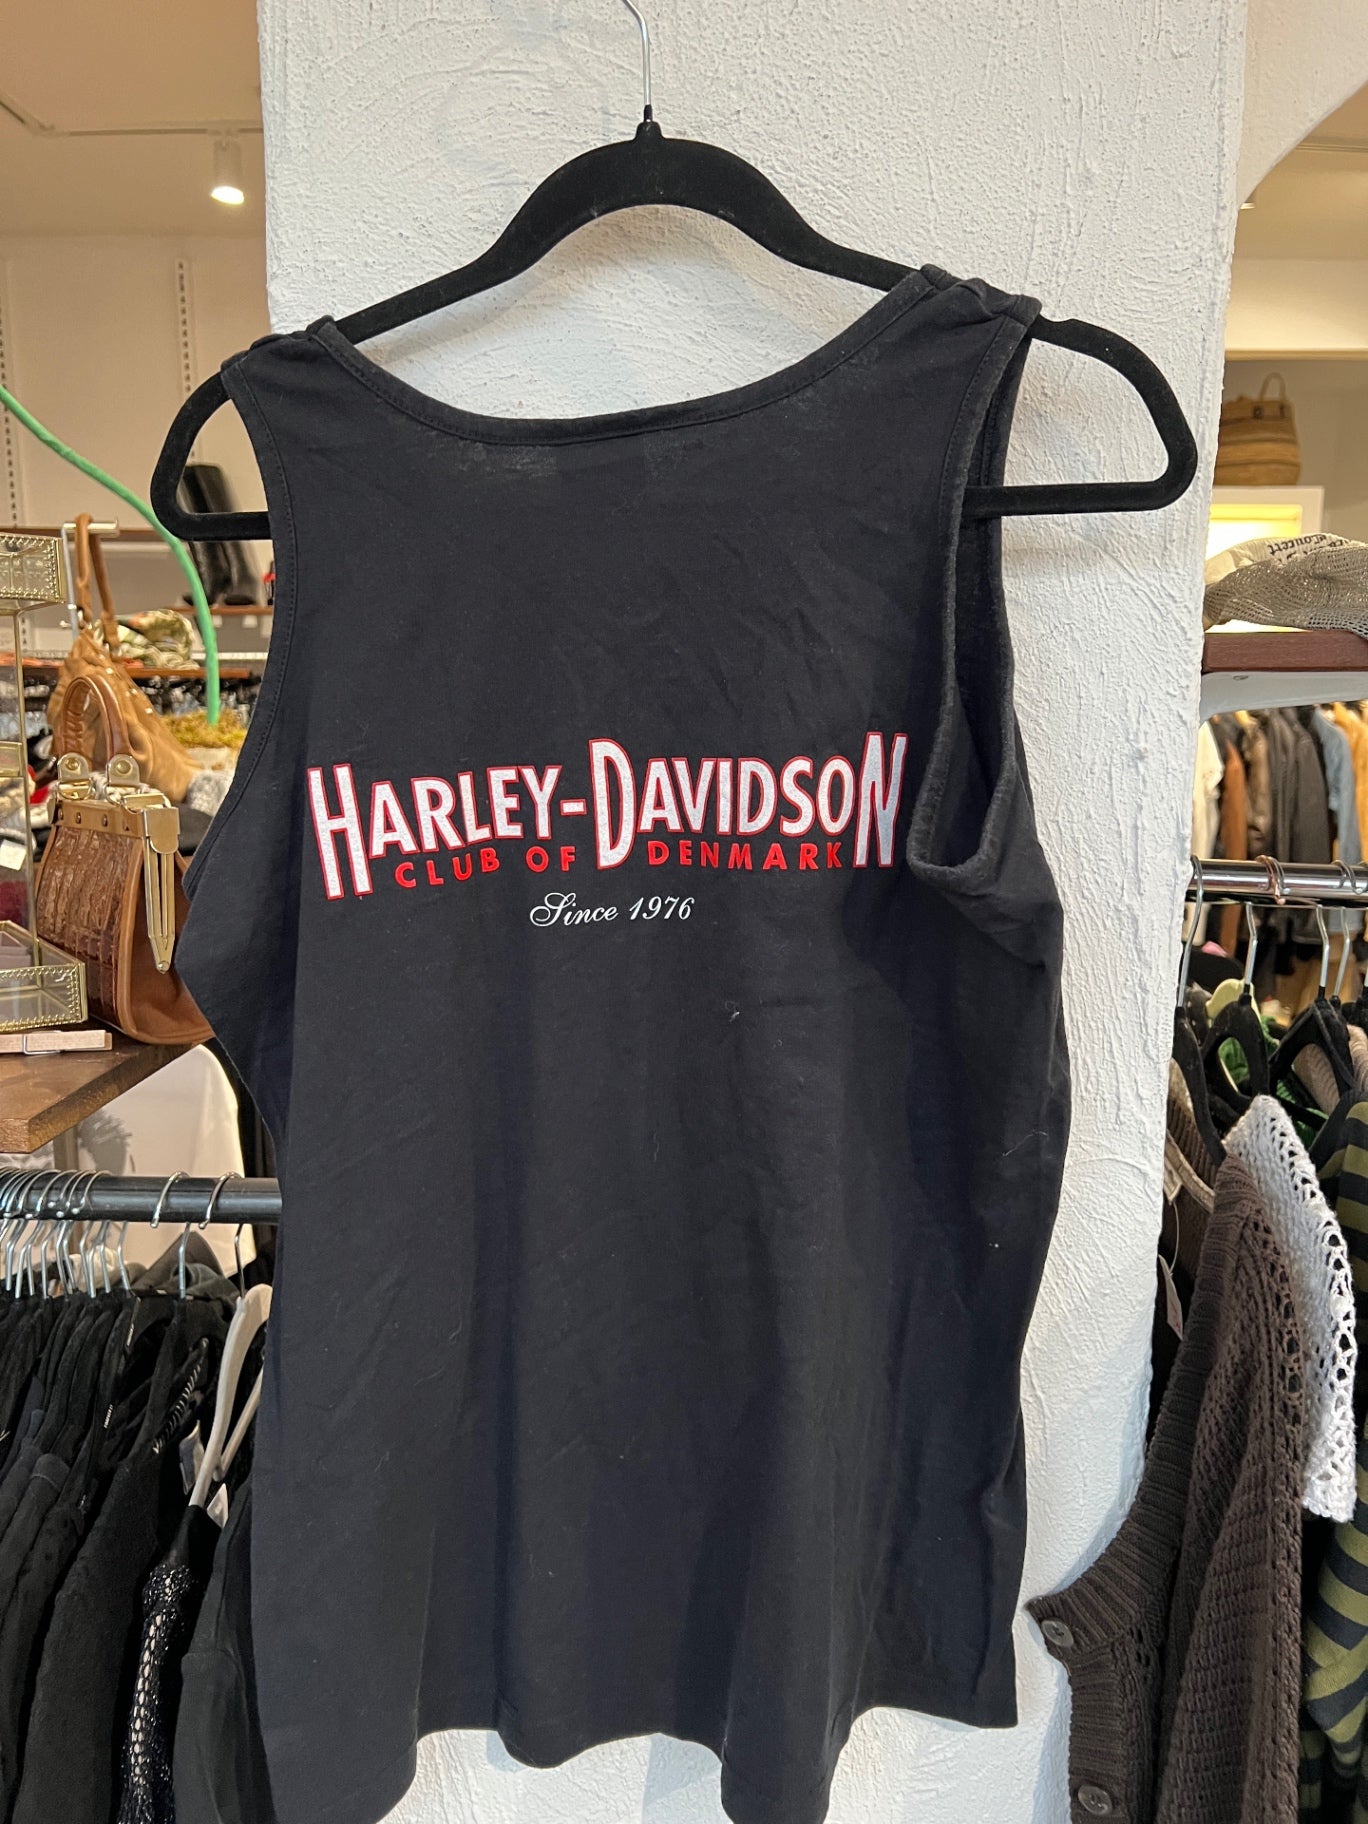 HARLEY-DAVIDSON
CLUB OF DENMARK
Since 1976